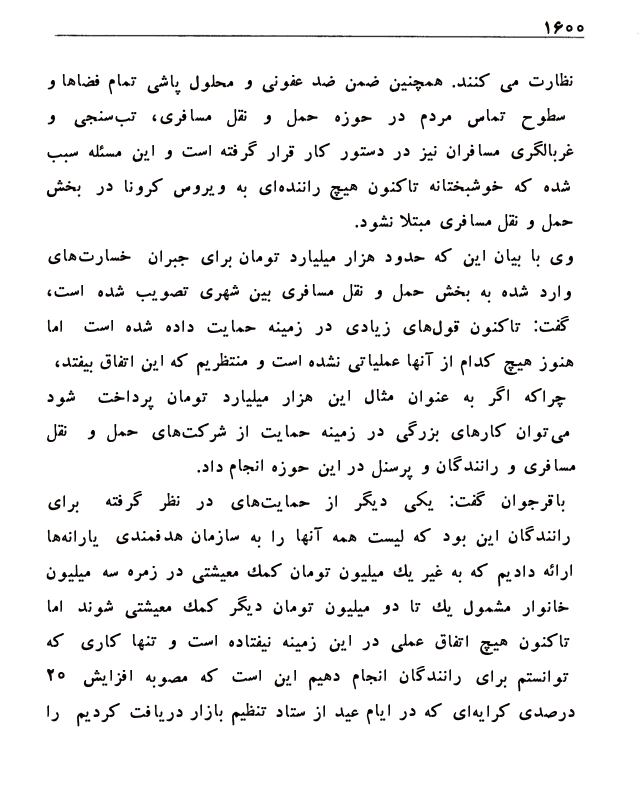 ۱۶۰۰
نظارت می کنند. همچنین ضمن ضد عفونی و محلول پاشی تمام فضاها و
سطوح تماس مردم در حوزه حمل و نقل مسافری، تب‌سنجی و
غربالگری مسافران نیز در دستور کار قرار گرفته است و این مسئله سبب
شده که خوشبختانه تاکنون هیچ راننده‌ای به ویروس کرونا در بخش
حمل و نقل مسافری مبتلا نشود.
وی با بیان این که حدود هزار میلیارد تومان برای جبران خسارت‌های
وارد شده به بخش حمل و نقل مسافری بین شهری تصویب شده است،
گفت: تاکنون قول‌های زیادی در زمینه حمایت داده شده است اما
هنوز هیچ کدام از آنها عملیاتی نشده است و منتظریم که این اتفاق بیفتد،
چراکه اگر به عنوان مثال این هزار میلیارد تومان پرداخت شود
می‌توان کارهای بزرگی در زمینه حمایت از شرکت‌های حمل و نقل
مسافری و رانندگان و پرسنل در این حوزه انجام داد.
باقرجوان گفت: یکی دیگر از حمایت‌های در نظر گرفته برای
رانندگان این بود که لیست همه آنها را به سازمان هدفمندی یارانه‌ها
ارائه دادیم که به غیر یك میلیون تومان کمك معیشتی در زمره سه میلیون
خانوار مشمول یك تا دو میلیون تومان دیگر کمك معیشتی شوند اما
تاکنون هیچ اتفاق عملی در این زمینه نیفتاده است و تنها کاری که
توانستم برای رانندگان انجام دهیم این است که مصوبه افزایش ۲۰
درصدی کرایه‌ای که در ایام عید از ستاد تنظیم بازار دریافت کردیم را